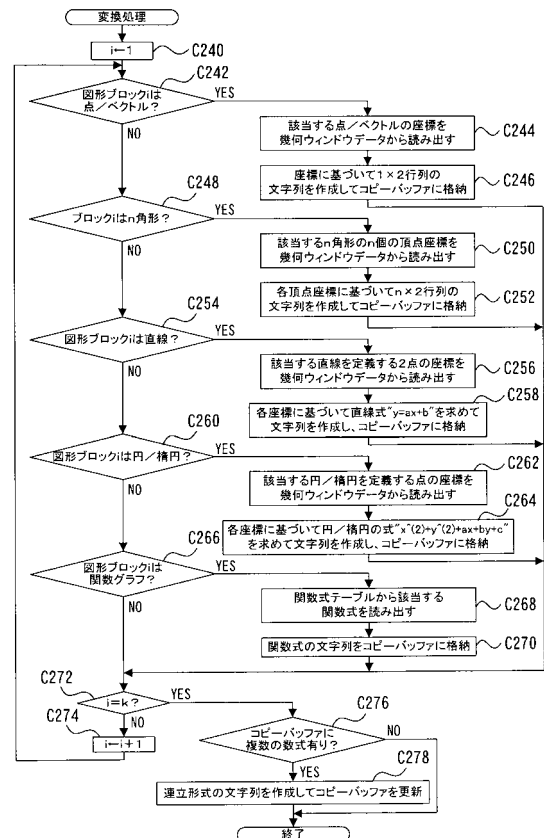 変換処理
i←1
C240
図形ブロックiは
点／ベクトル？
C242
YES
NO
該当する点／ベクトルの座標を
幾何ウィンドウデータから読み出す
C244
座標に基づいて1×2行列の
文字列を作成してコピーバッファに格納
C246
ブロックiはn角形？
C248
YES
NO
該当するn角形のn個の頂点座標を
幾何ウィンドウデータから読み出す
C250
各頂点座標に基づいてn×2行列の
文字列を作成してコピーバッファに格納
C252
図形ブロックiは直線？
C254
YES
NO
該当する直線を定義する2点の座標を
幾何ウィンドウデータから読み出す
C256
各座標に基づいて直線式"y=ax+b"を求めて
文字列を作成し、コピーバッファに格納
C258
図形ブロックiは円／楕円？
C260
YES
NO
該当する円／楕円を定義する点の座標を
幾何ウィンドウデータから読み出す
C262
各座標に基づいて円／楕円の式"x^(2)+y^(2)+ax+by+c"
を求めて文字列を作成し、コピーバッファに格納
C264
図形ブロックiは
関数グラフ？
C266
YES
NO
関数式テーブルから該当する
関数式を読み出す
C268
関数式の文字列をコピーバッファに格納
C270
i=k？
C272
YES
NO
i←i+1
C274
コピーバッファに
複数の数式有り？
C276
NO
YES
連立形式の文字列を作成してコピーバッファを更新
C278
終了